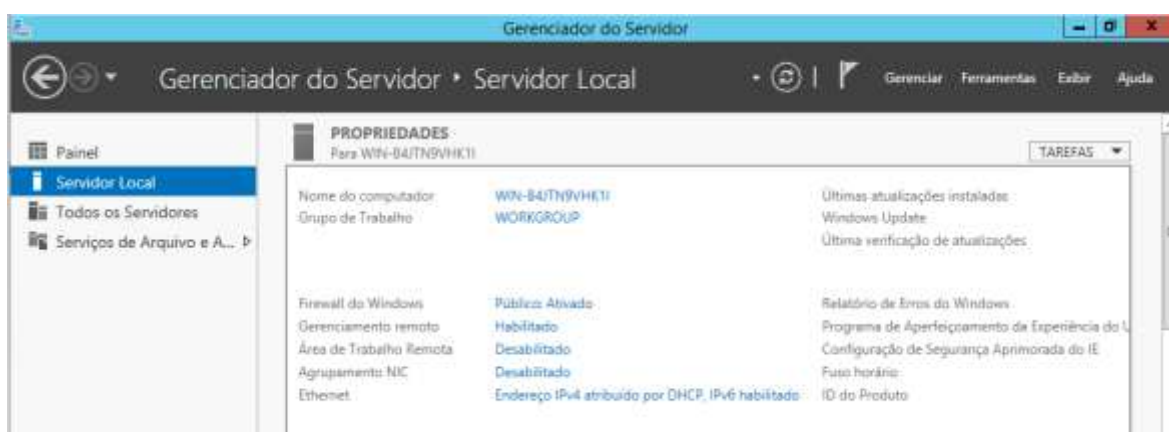 Gerenciador do Servidor
Gerenciador do Servidor • Servidor Local
Gerenciar Ferramentas Exibir Ajuda
Painel
Servidor Local
Todos os Servidores
Serviços de Arquivo e A...
PROPRIEDADES
Para WIN-B4JTN9VHK1I
TAREFAS
Nome do computador WIN-B4JTN9VHK1I Últimas atualizações instaladas
Grupo de Trabalho WORKGROUP Windows Update
Última verificação de atualizações
Firewall do Windows Público: Ativado Relatório de Erros do Windows
Gerenciamento remoto Habilitado Programa de Aperfeiçoamento da Experiência do U
Área de Trabalho Remota Desabilitado Configuração de Segurança Aprimorada do IE
Agrupamento NIC Desabilitado Fuso horário
Ethernet Endereço IPv4 atribuído por DHCP, IPv6 habilitado ID do Produto